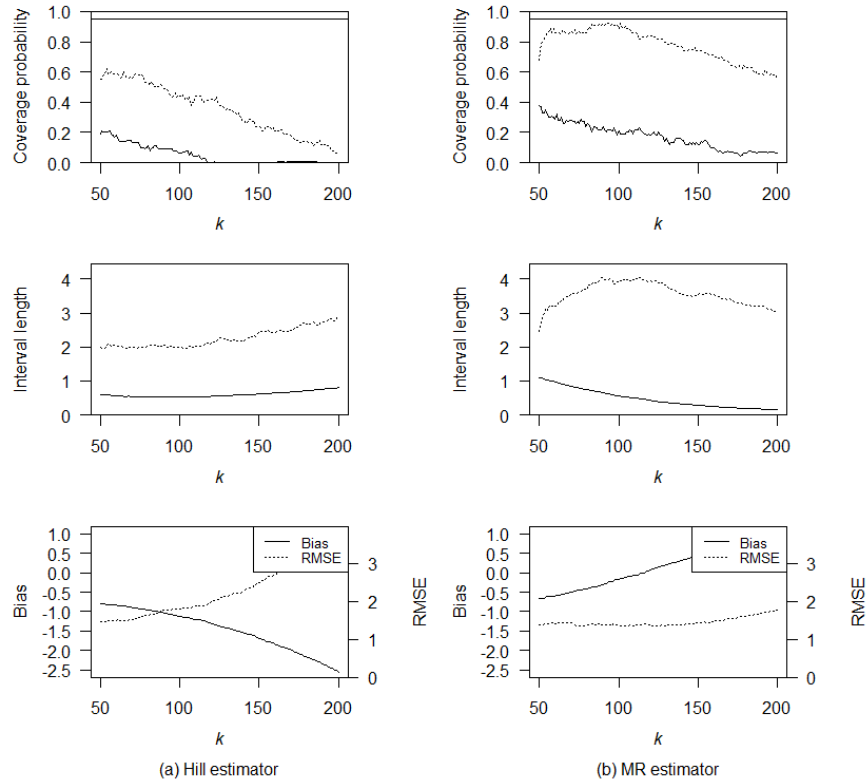 Coverage probability
1.0
0.8
0.6
0.4
0.2
0.0
50 100 150 200
k
Coverage probability
1.0
0.8
0.6
0.4
0.2
0.0
50 100 150 200
k
Interval length
4
3
2
1
0
50 100 150 200
k
Interval length
4
3
2
1
0
50 100 150 200
k
Bias
1.0
0.5
0.0
-0.5
-1.0
-1.5
-2.0
-2.5
Bias
RMSE
3
2
1
0
RMSE
50 100 150 200
k
(a) Hill estimator
Bias
1.0
0.5
0.0
-0.5
-1.0
-1.5
-2.0
-2.5
Bias
RMSE
3
2
1
0
RMSE
50 100 150 200
k
(b) MR estimator